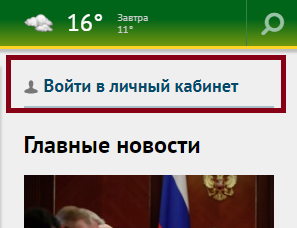 16° Завтра
11°
Войти в личный кабинет
Главные новости